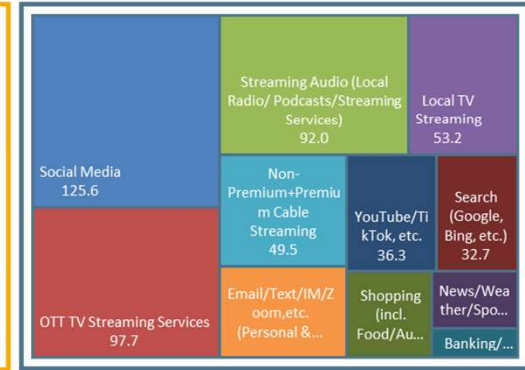 Social Media
125.6
OTT TV Streaming Services
97.7
Streaming Audio (Local
Radio/ Podcasts/Streaming
Services)
92.0
Local TV
Streaming
53.2
Non-
Premium+Premiu
m Cable
Streaming
49.5
YouTube/Ti
kTok, etc.
36.3
Search
(Google,
Bing, etc.)
32.7
Email/Text/IM/Z
oom,etc.
(Personal &...
Shopping
(incl.
Food/Au...
News/Wea
ther/Spo...
Banking/...